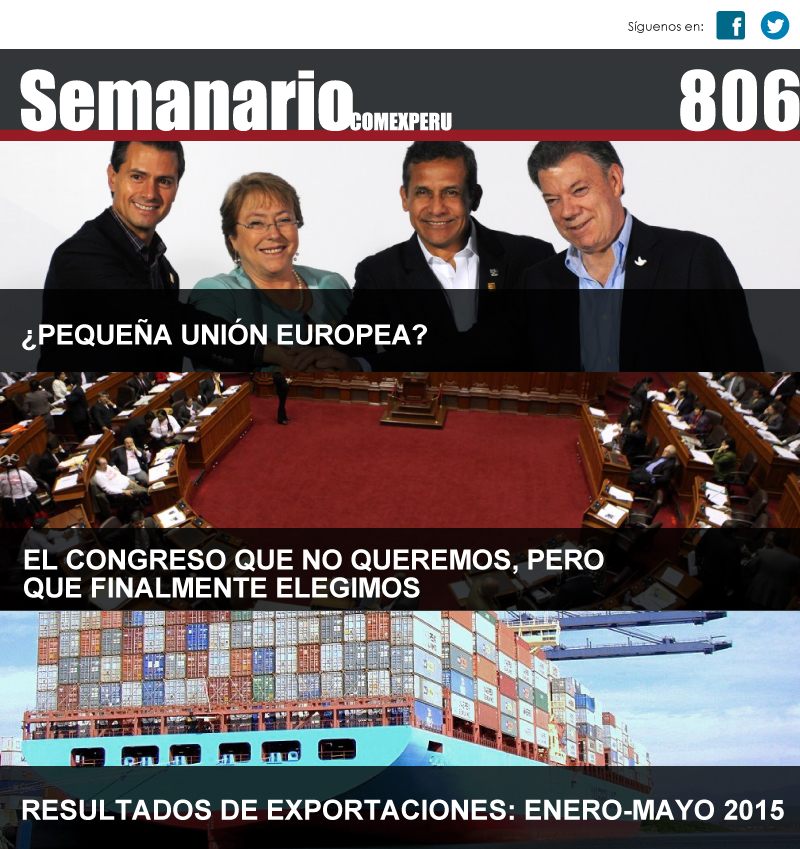 Síguenos en:
Semanario COMEXPERU 806
¿PEQUEÑA UNIÓN EUROPEA?
EL CONGRESO QUE NO QUEREMOS, PERO
QUE FINALMENTE ELEGIMOS
RESULTADOS DE EXPORTACIONES: ENERO-MAYO 2015